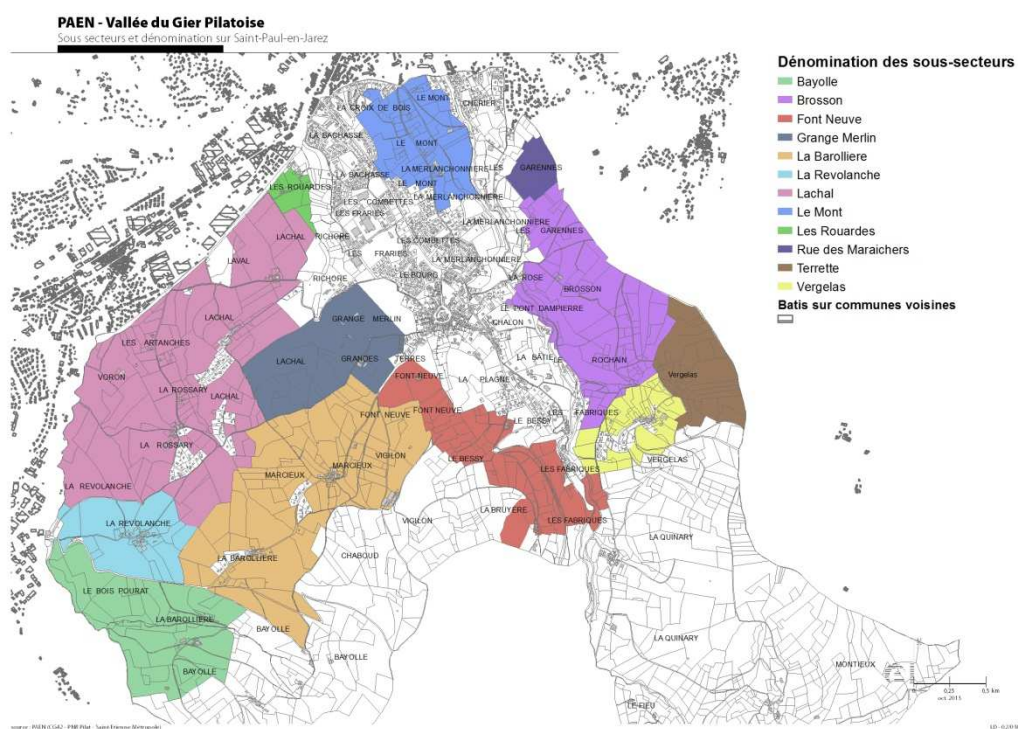 PAEN - Vallée du Gier Pilatoise
Sous secteurs et dénomination sur Saint-Paul-en-Jarez
Dénomination des sous-secteurs
Bayolle
Brosson
Font Neuve
Grange Merlin
La Barolliere
La Revolanche
Lachal
Le Mont
Les Rouardes
Rue des Maraichers
Terrette
Vergelas
Batis sur communes voisines
LE MONT
LA CROIX DE BOIS
CHERIER
LA BACHASSE
LE MONT
LA MERLANCHONNIERE
LES GARENNES
LA BACHASSE
LE MONT
LES ROUARDES
LA MERLANCHONNIERE
LES COMBETTES
LES FRARIES
LA MERLANCHONNIERE
LES GARENNES
LACHAL
RICHORE
LES COMBETTES
LES FRARIES
LAVAL
LA MERLANCHONNIERE
RICHORE
LE BOURG
LA ROSE
BROSSON
LE PONT DAMPIERRE
LACHAL
GRANGE MERLIN
CHALON
LES ARTANCHES
LACHAL
GRANDES TERRES
LA BÂTIE
ROCHAIN
VORON
FONT-NEUVE
LA PLAGNE
Vergelas
LA ROSSARY
LACHAL
FONT NEUVE
FONT NEUVE
LES FABRIQUES
LE BESSY
LA ROSSARY
VIGILON
LE BESSY
VERGELAS
MARCIEUX
MARCIEUX
LES FABRIQUES
LA REVOLANCHE
LA BRUYERE
LES FABRIQUES
LA REVOLANCHE
VIGILON
LA QUINARY
LA BAROLLIERE
CHABOUD
LE BOIS POURAT
LA BAROLLIERE
BAYOLLE
LA QUINARY
BAYOLLE
BAYOLLE
MONTIEUX
LE FIEU
0 0,25 0,5 km
oct. 2015